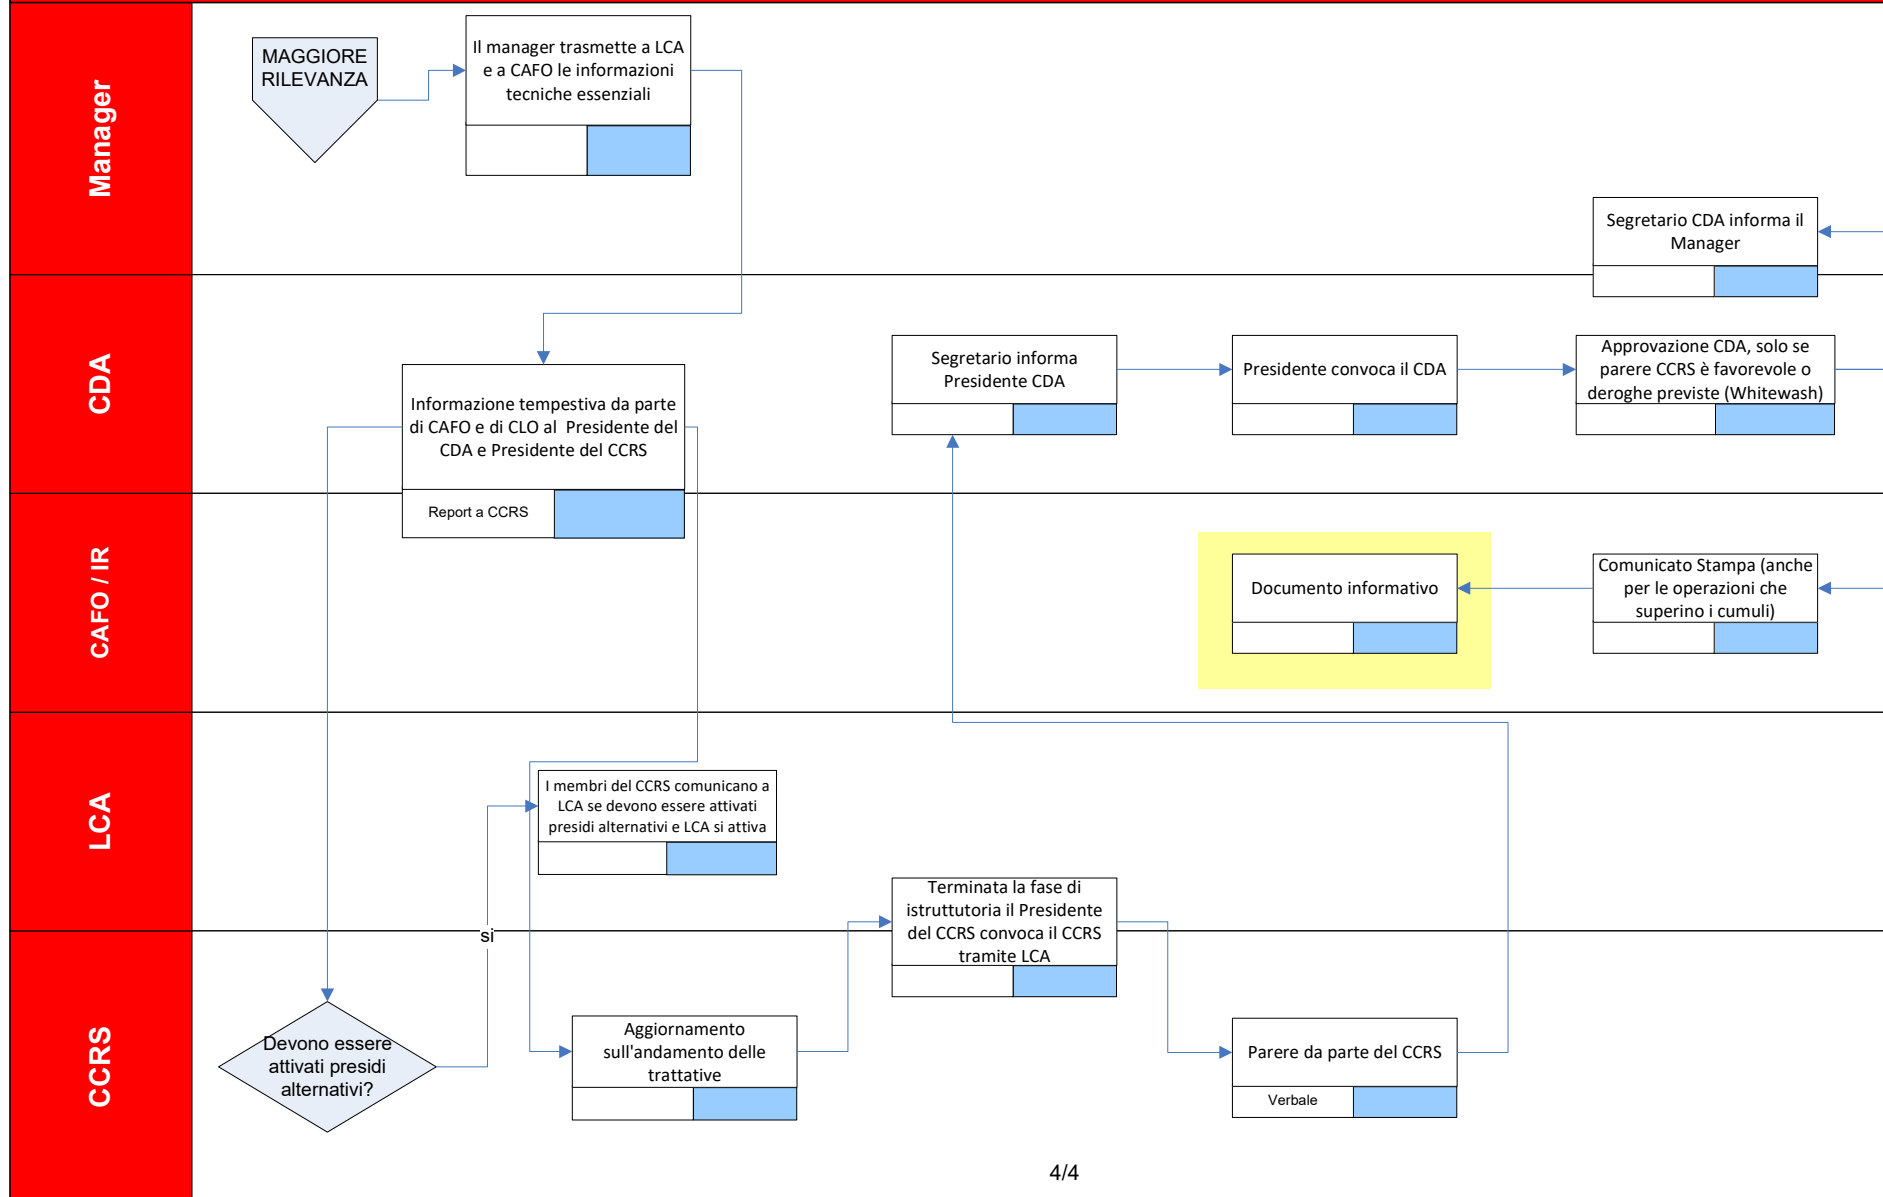 Manager
MAGGIORE
RILEVANZA
Il manager trasmette a LCA
e a CAFO le informazioni
tecniche essenziali
Segretario CDA informa il
Manager
CDA
Informazione tempestiva da parte
di CAFO e di CLO al Presidente del
CDA e Presidente del CCRS
Report a CCRS
Segretario informa
Presidente CDA
Presidente convoca il CDA
Approvazione CDA, solo se
parere CCRS è favorevole o
deroghe previste (Whitewash)
CAFO / IR
Documento informativo
Comunicato Stampa (anche
per le operazioni che
superino i cumuli)
LCA
I membri del CCRS comunicano a
LCA se devono essere attivati
presidi alternativi e LCA si attiva
Terminata la fase di
istruttutoria il Presidente
del CCRS convoca il CCRS
tramite LCA
si
CCRS
Devono essere
attivati presidi
alternativi?
Aggiornamento
sull'andamento delle
trattative
Parere da parte del CCRS
Verbale
4/4